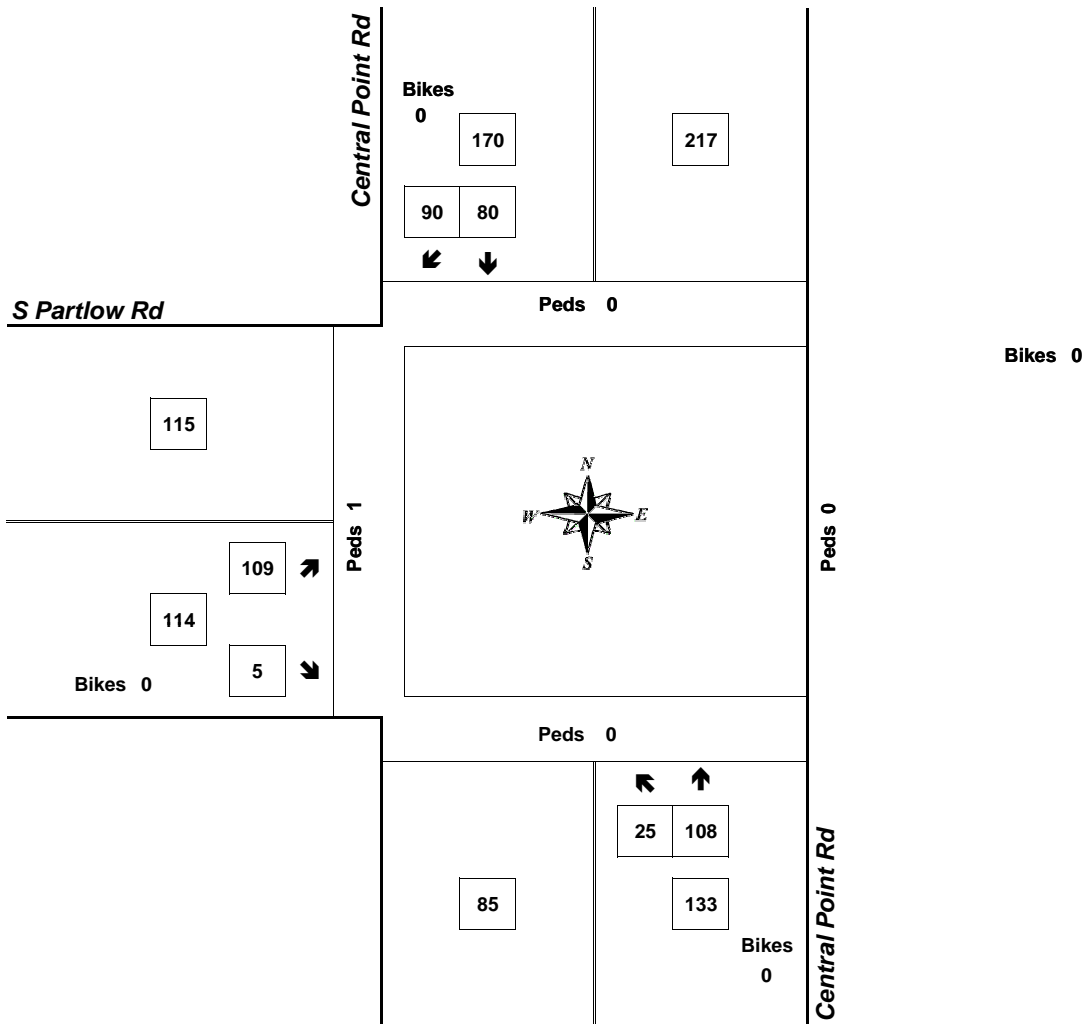 Central Point Rd
Bikes
0
170
217
90 80
Peds 0
S Partlow Rd
Bikes 0
115
N
W E
S
Peds 1
Peds 0
109
114
5
Bikes 0
Peds 0
25 108
85
133
Bikes
0
Central Point Rd